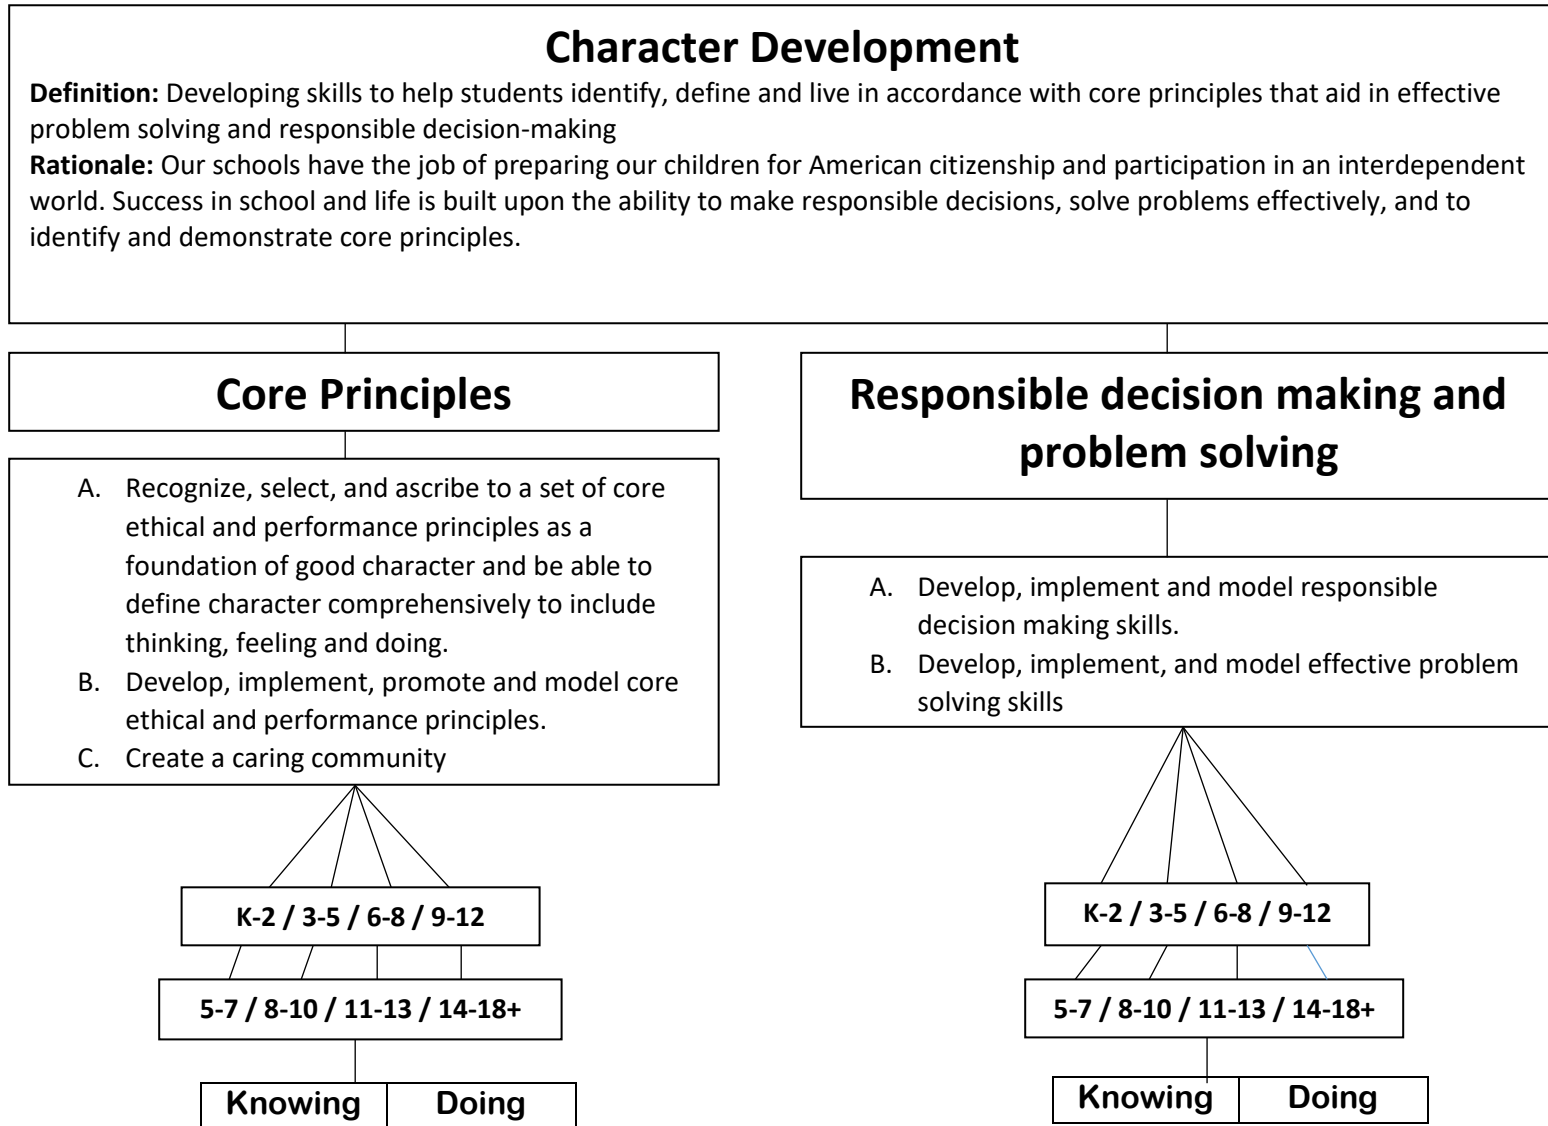 Character Development
Definition: Developing skills to help students identify, define and live in accordance with core principles that aid in effective
problem solving and responsible decision-making
Rationale: Our schools have the job of preparing our children for American citizenship and participation in an interdependent
world. Success in school and life is built upon the ability to make responsible decisions, solve problems effectively, and to
identify and demonstrate core principles.
Core Principles
A. Recognize, select, and ascribe to a set of core
ethical and performance principles as a
foundation of good character and be able to
define character comprehensively to include
thinking, feeling and doing.
B. Develop, implement, promote and model core
ethical and performance principles.
C. Create a caring community
K-2 / 3-5 / 6-8 / 9-12
5-7 / 8-10 / 11-13 / 14-18+
Knowing Doing
Responsible decision making and
problem solving
A. Develop, implement and model responsible
decision making skills.
B. Develop, implement, and model effective problem
solving skills
K-2 / 3-5 / 6-8 / 9-12
5-7 / 8-10 / 11-13 / 14-18+
Knowing Doing